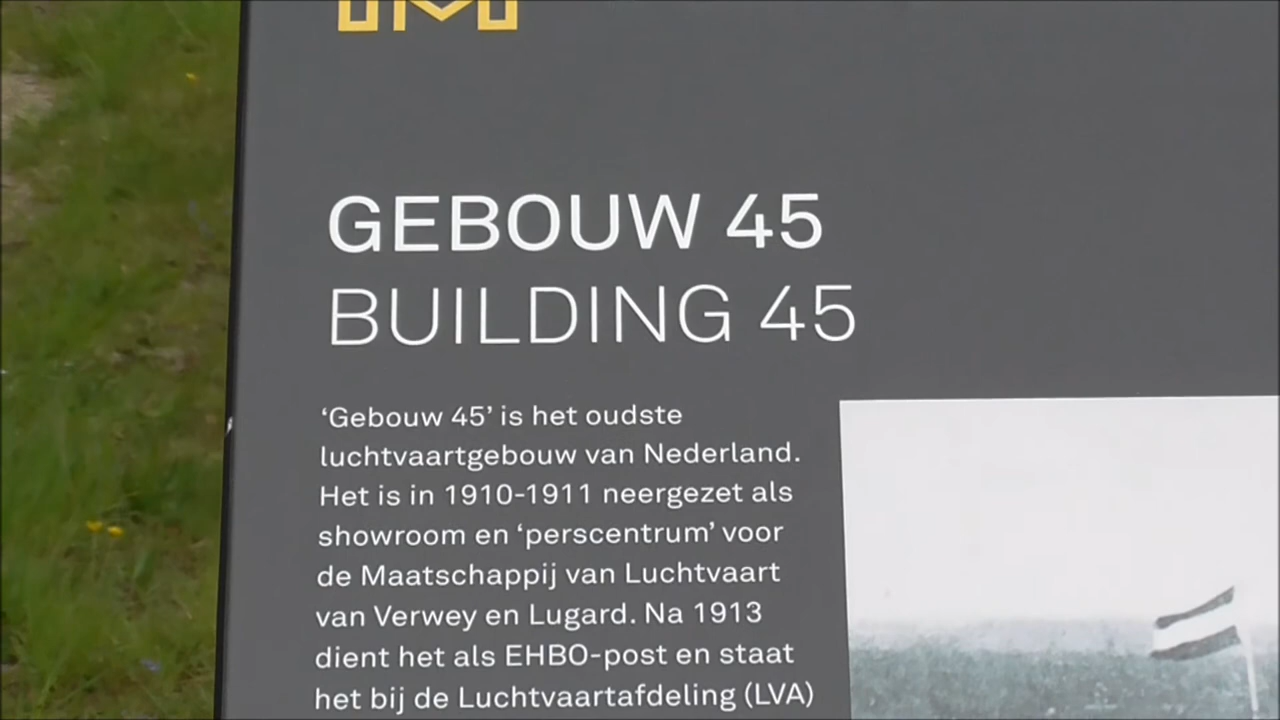 GEBOUW 45
BUILDING 45
‘Gebouw 45’ is het oudste
luchtvaartgebouw van Nederland.
Het is in 1910-1911 neergezet als
showroom en ‘perscentrum’ voor
de Maatschappij van Luchtvaart
van Verwey en Lugard. Na 1913
dient het als EHBO-post en staat
het bij de Luchtvaartafdeling (LVA)